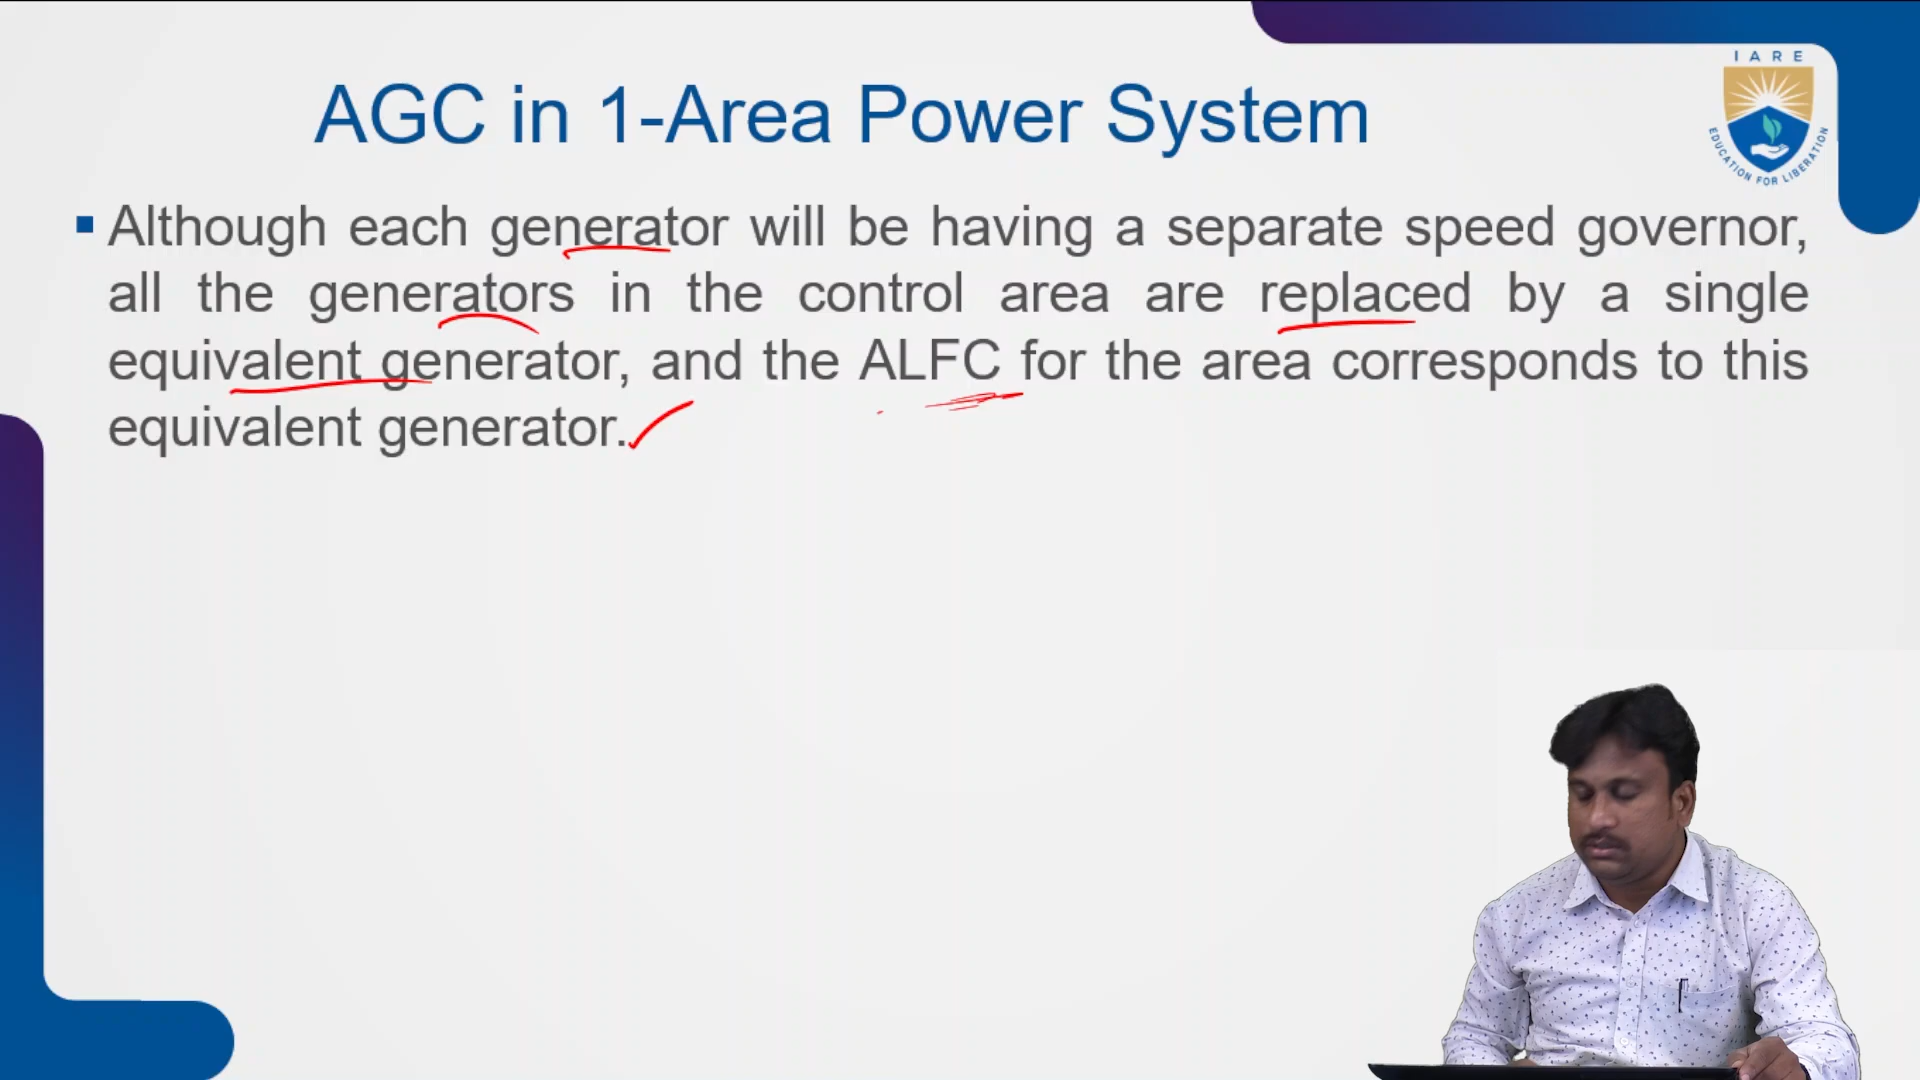 IARE
AGC in 1-Area Power System
EDUCATION FOR LIBERATION
▪ Although each generator will be having a separate speed governor,
all the generators in the control area are replaced by a single
equivalent generator, and the ALFC for the area corresponds to this
equivalent generator.